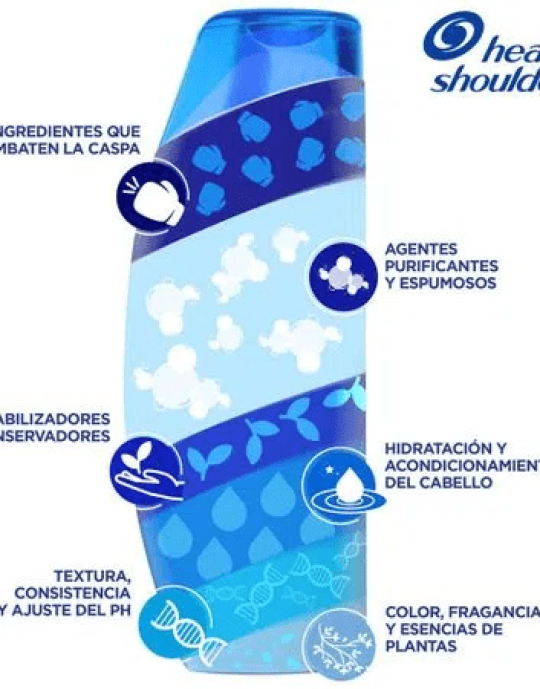 hea
shoulde
NGREDIENTES QUE
MBATEN LA CASPA
AGENTES
PURIFICANTES
Y ESPUMOSOS
ABILIZADORES
NSERVADORES
HIDRATACIÓN Y
ACONDICIONAMIENT
DEL CABELLO
TEXTURA,
CONSISTENCIA
Y AJUSTE DEL PH
COLOR, FRAGANCIA
Y ESENCIAS DE
PLANTAS